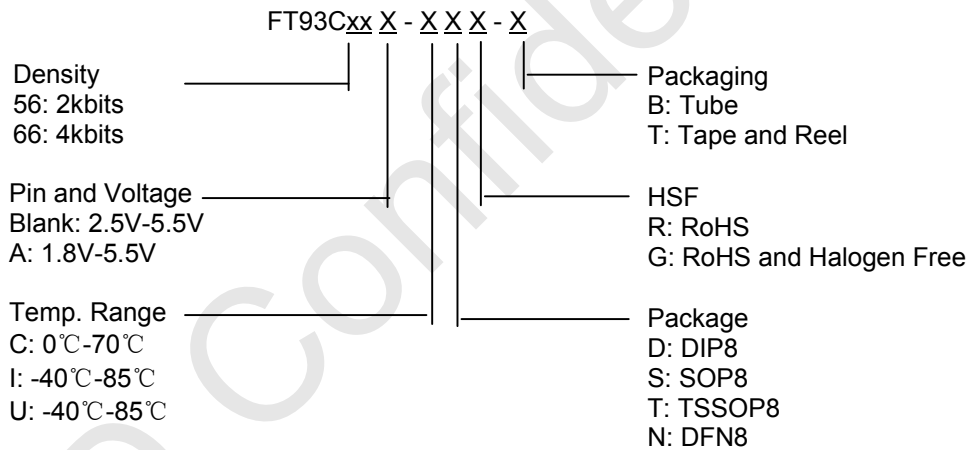 FT93Cxx X - X X X - X
Density
56: 2kbits
66: 4kbits
Pin and Voltage
Blank: 2.5V-5.5V
A: 1.8V-5.5V
Temp. Range
C: 0℃-70℃
I: -40℃-85℃
U: -40℃-85℃
Packaging
B: Tube
T: Tape and Reel
HSF
R: RoHS
G: RoHS and Halogen Free
Package
D: DIP8
S: SOP8
T: TSSOP8
N: DFN8